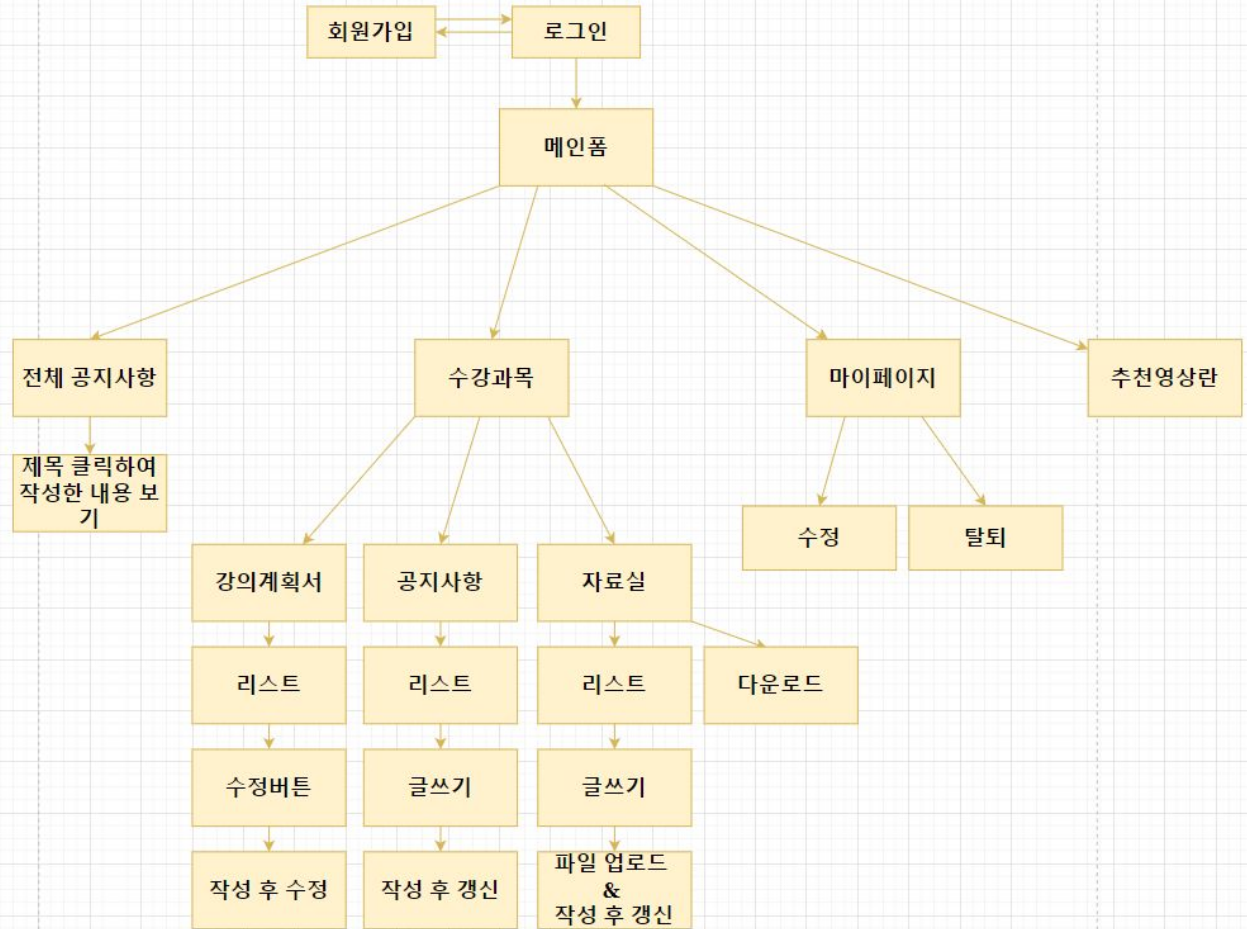 회원가입
로그인
메인폼
전체 공지사항
수강과목
마이페이지
추천영상란
제목 클릭하여
작성한 내용 보
기
수정
탈퇴
강의계획서
공지사항
자료실
리스트
리스트
리스트
다운로드
수정버튼
글쓰기
글쓰기
작성 후 수정
작성 후 갱신
파일 업로드
&
작성 후 갱신